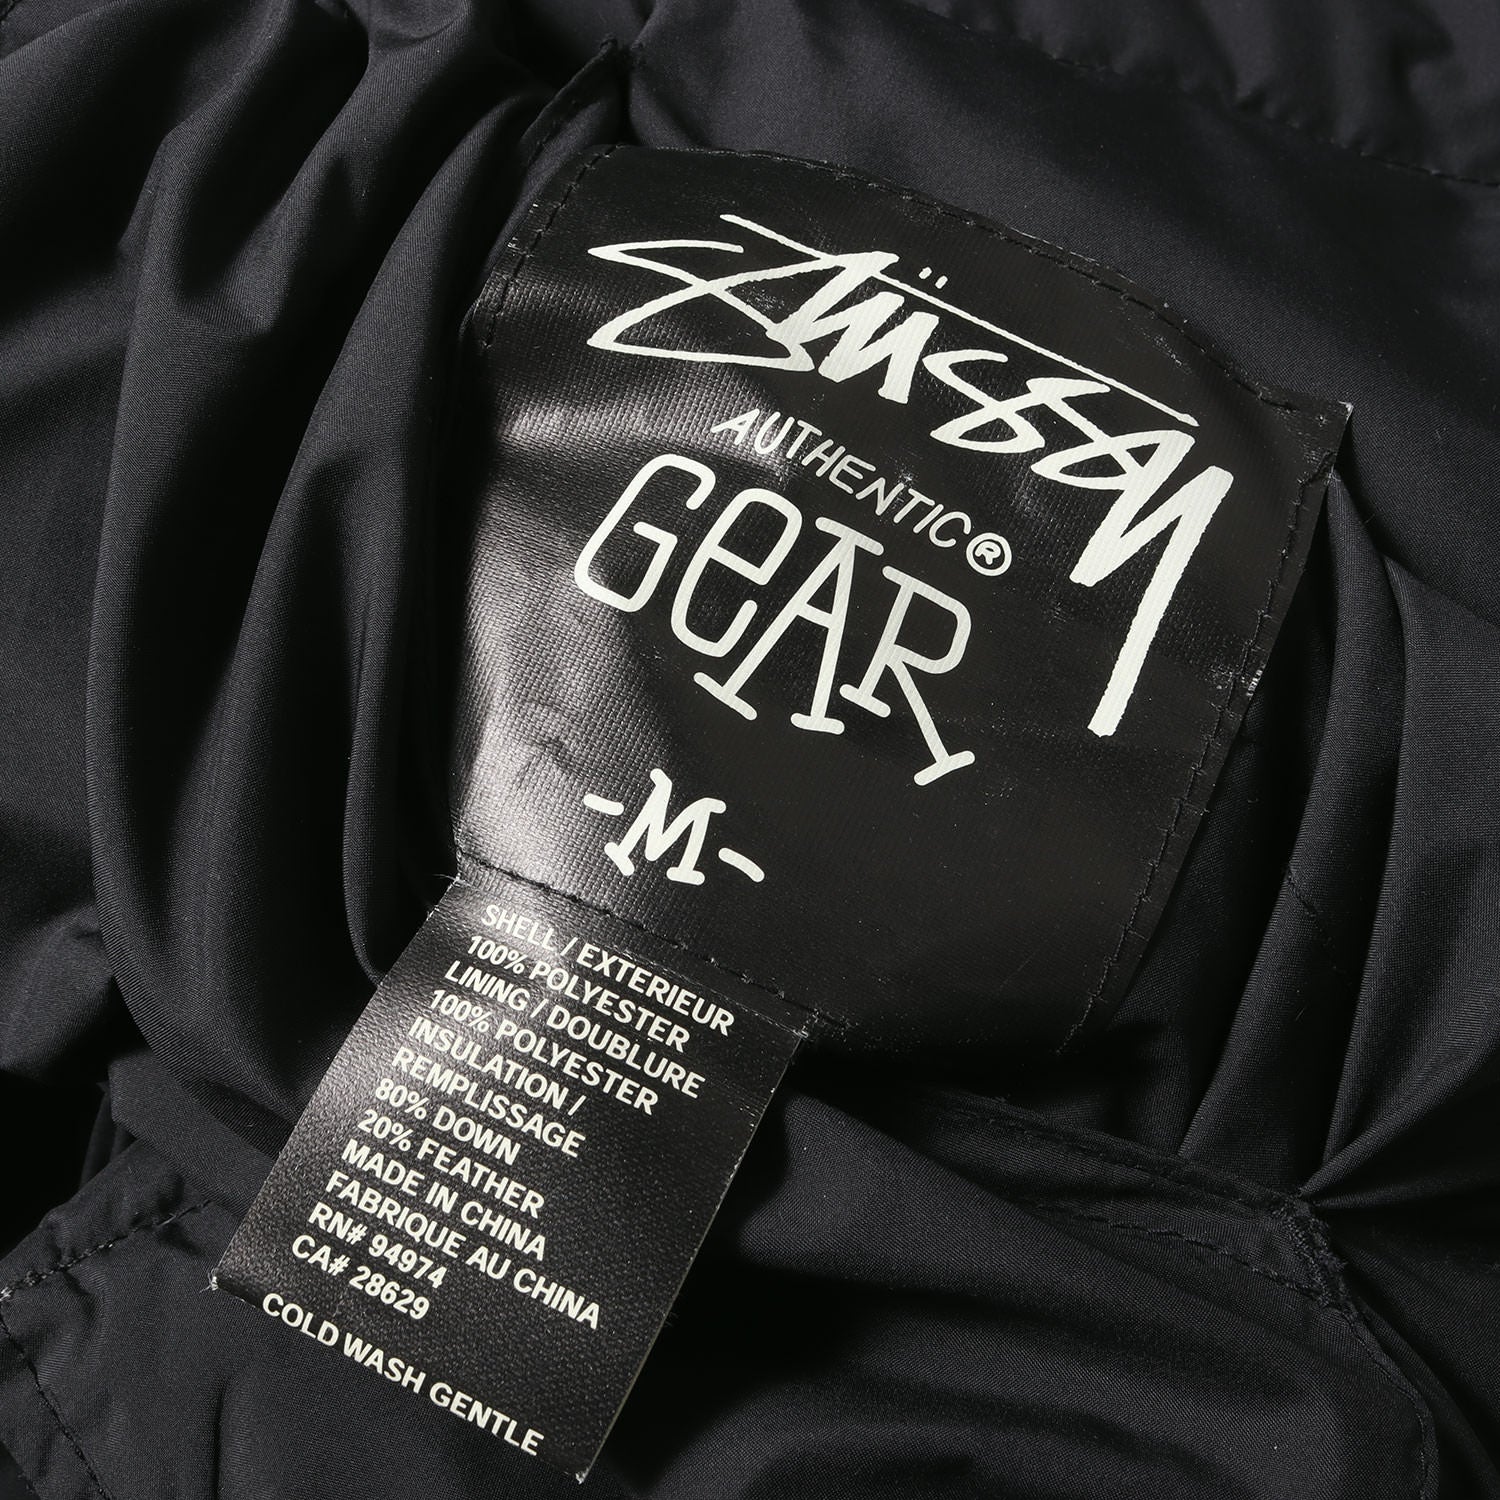 Stüssy
AUTHENTIC®
GEAR
-M-
SHELL / EXTERIEUR
100% POLYESTER
LINING / DOUBLURE
100% POLYESTER
INSULATION /
REMPLISSAGE
80% DOWN
20% FEATHER
MADE IN CHINA
FABRIQUE AU CHINA
RN# 94974
CA# 28629
COLD WASH GENTLE